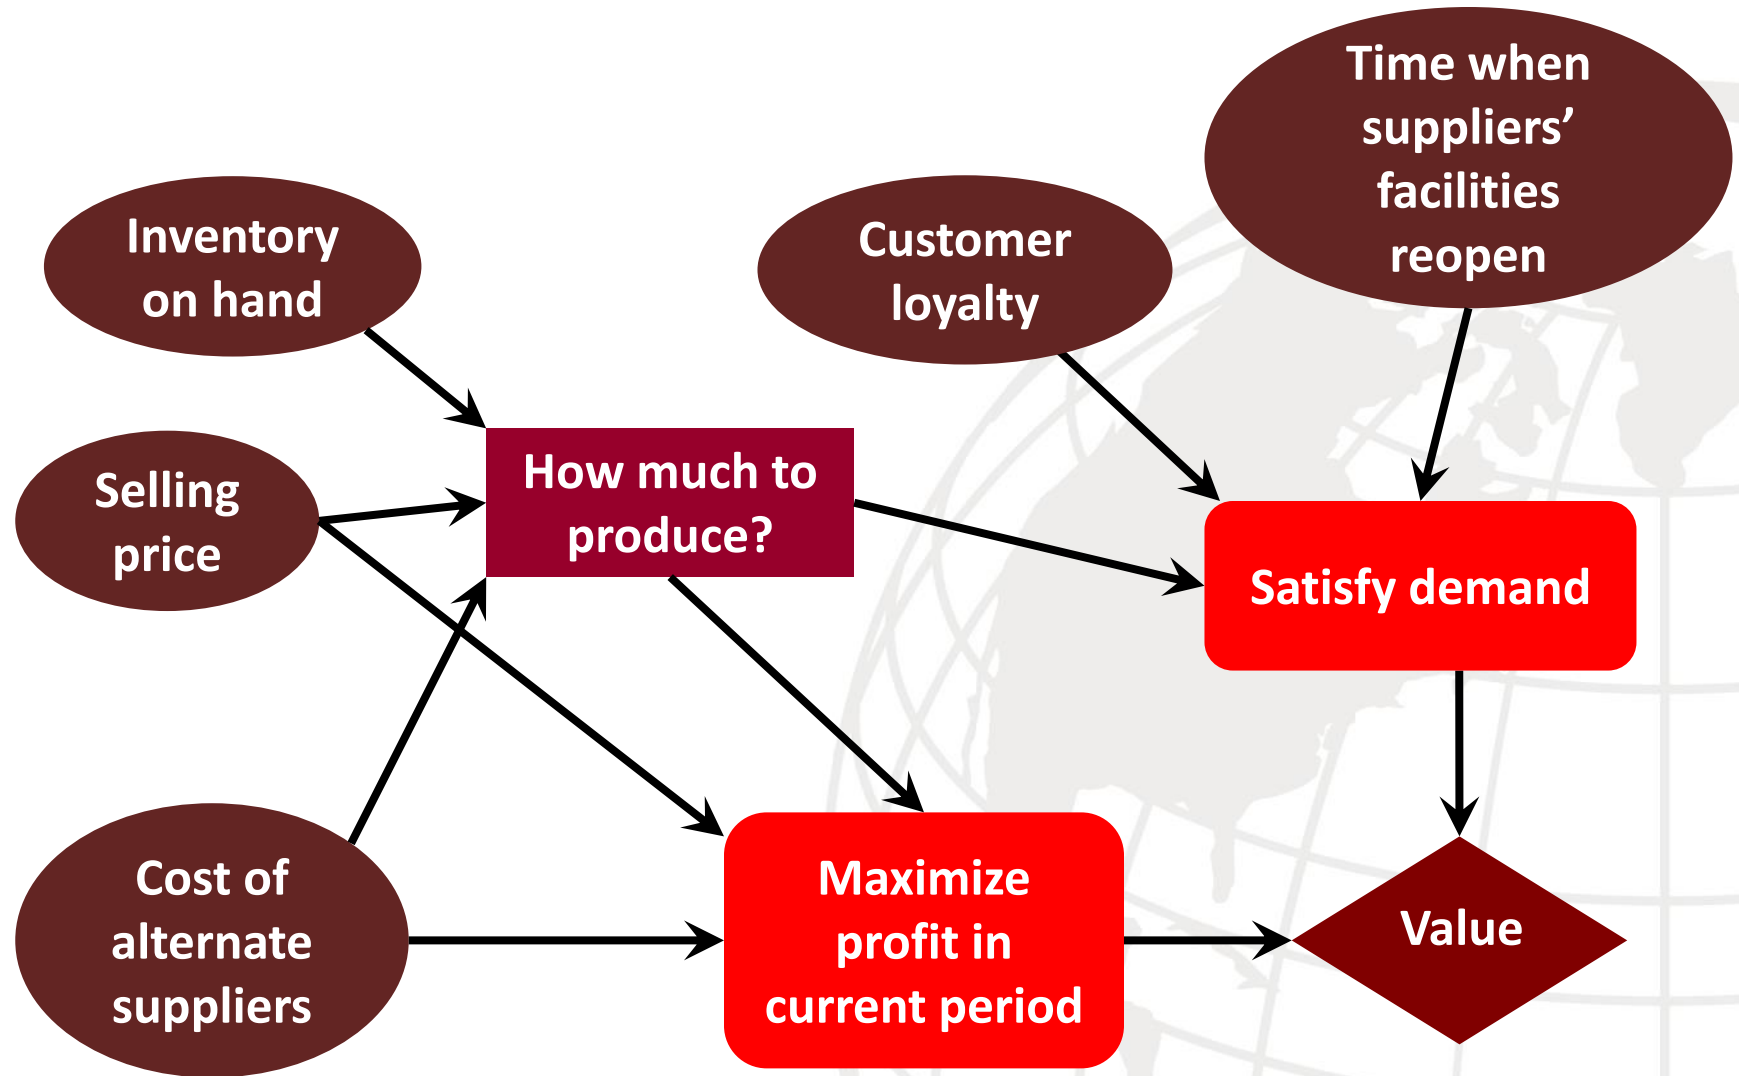 Time when
suppliers’
facilities
reopen
Inventory
on hand
Customer
loyalty
Selling
price
How much to
produce?
Satisfy demand
Cost of
alternate
suppliers
Maximize
profit in
current period
Value